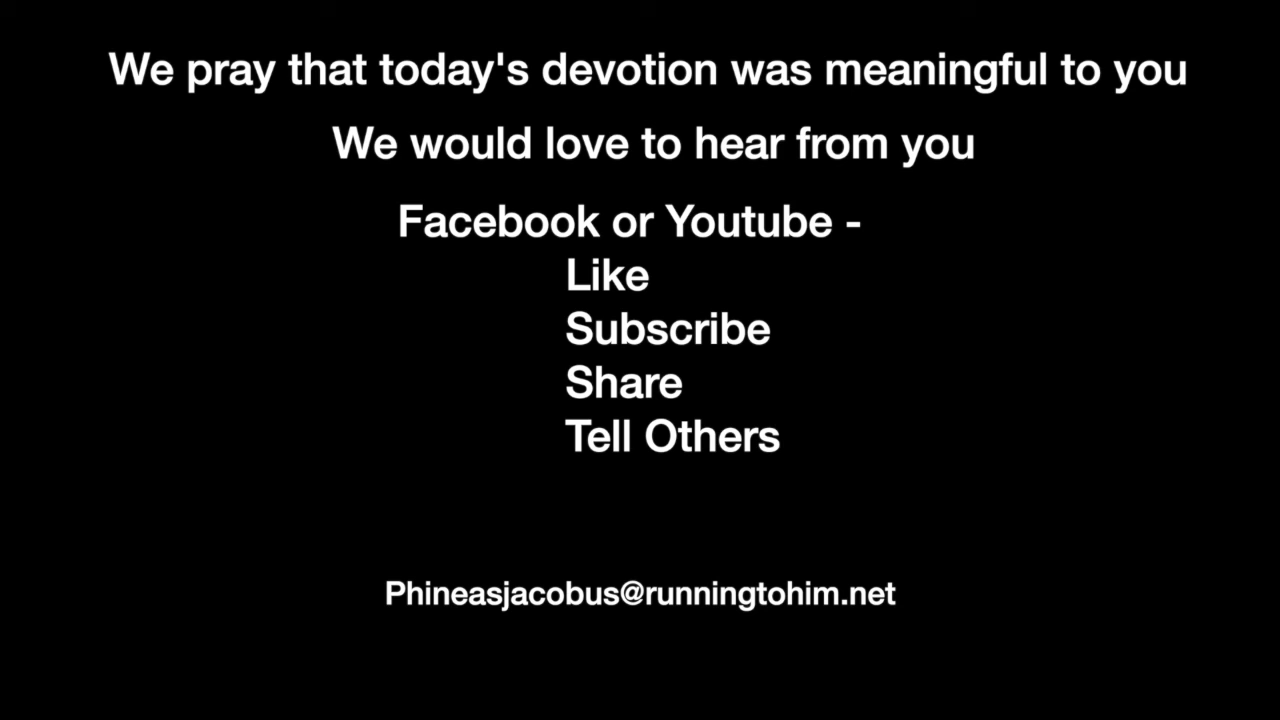 We pray that today's devotion was meaningful to you
We would love to hear from you
Facebook or Youtube -
Like
Subscribe
Share
Tell Others
Phineasjacobus@runningtohim.net